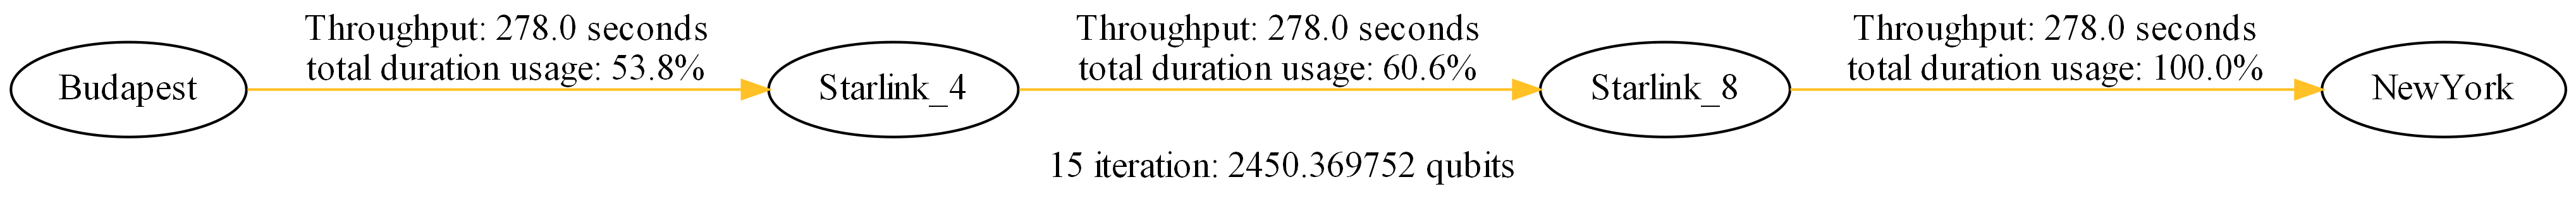 Throughput: 278.0 seconds
total duration usage: 53.8%
Throughput: 278.0 seconds
total duration usage: 60.6%
Throughput: 278.0 seconds
total duration usage: 100.0%
Budapest
Starlink_4
Starlink_8
NewYork
15 iteration: 2450.369752 qubits